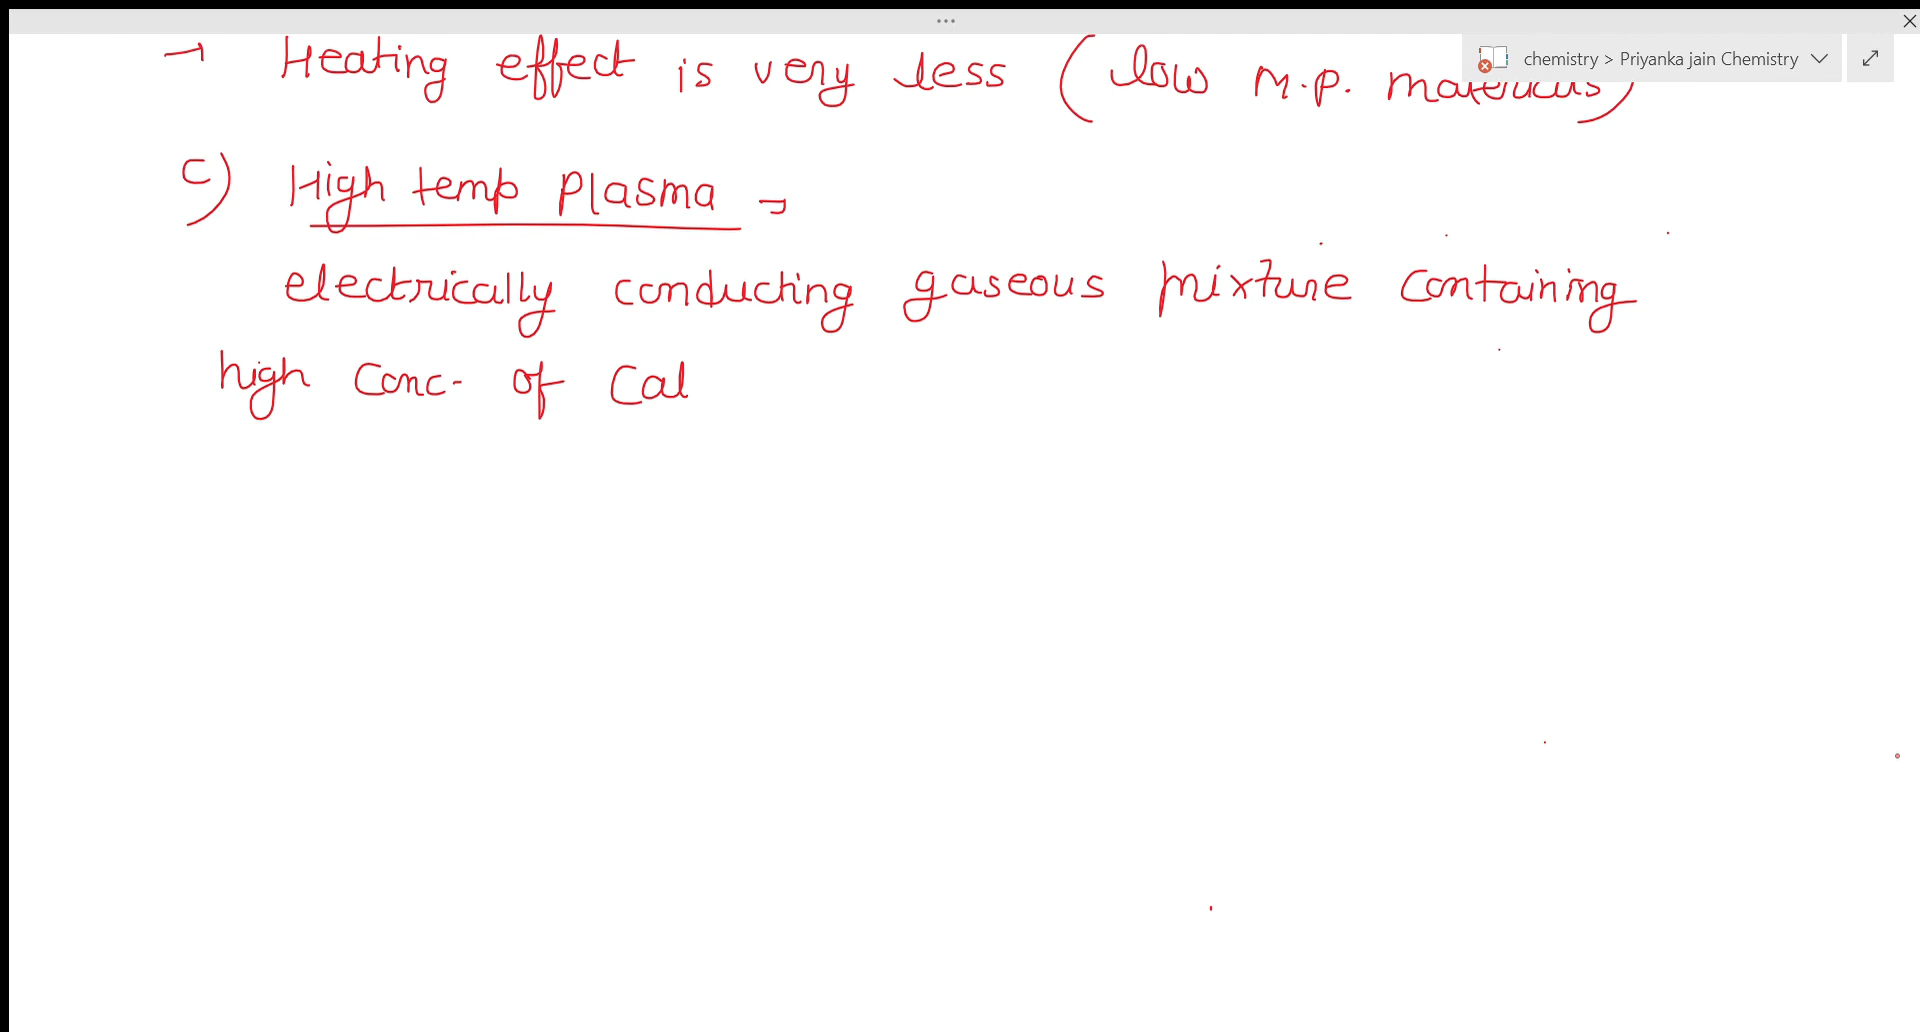 → Heating effect is very less (low M.P. materials)
chemistry > Priyanka jain Chemistry
c) High temp plasma =
electrically conducting gaseous mixture containing
high conc. of cal